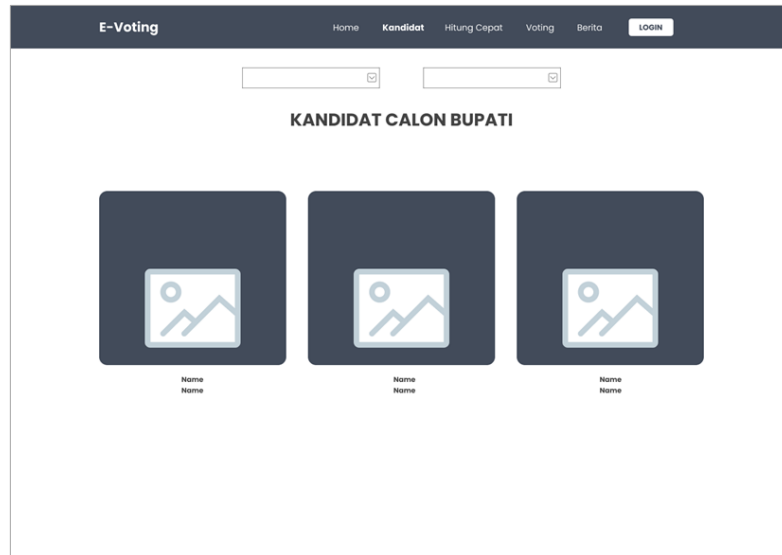 E-Voting Home Kandidat Hitung Cepat Voting Berita LOGIN
KANDIDAT CALON BUPATI
Name Name Name
Name Name Name